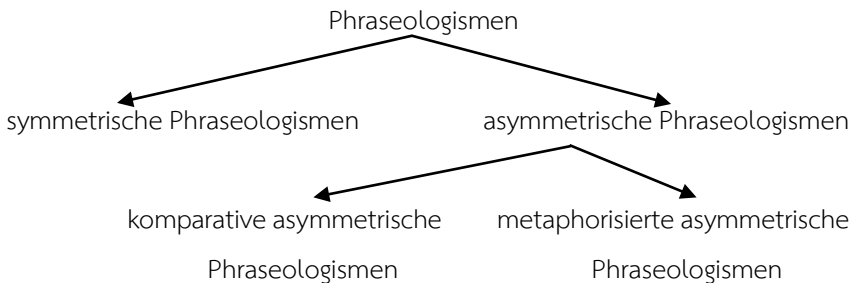 Phraseologismen
symmetrische Phraseologismen
asymmetrische Phraseologismen
komparative asymmetrische
Phraseologismen
metaphorisierte asymmetrische
Phraseologismen